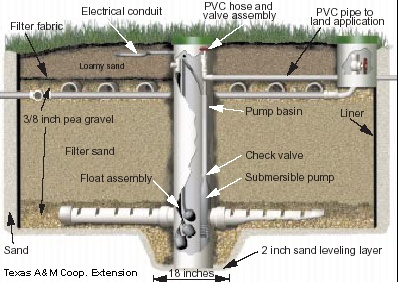 Electrical conduit
PVC hose and
valve assembly
PVC pipe to
land application
Filter fabric
Loamy sand
3/8 inch pea gravel
Pump basin
Liner
Filter sand
Check valve
Float assembly
Submersible pump
Sand
2 inch sand leveling layer
Texas A&M Coop. Extension
18 inches